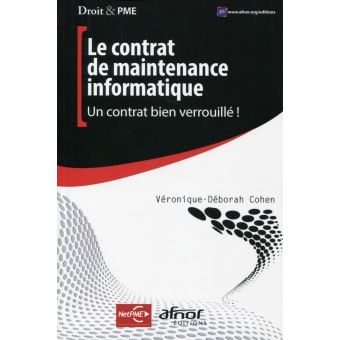 Droit & PME
www.afnor.org/editions
Le contrat
de maintenance
informatique
Un contrat bien verrouillé !
Véronique-Déborah Cohen
NetPME
afnor
ÉDITIONS